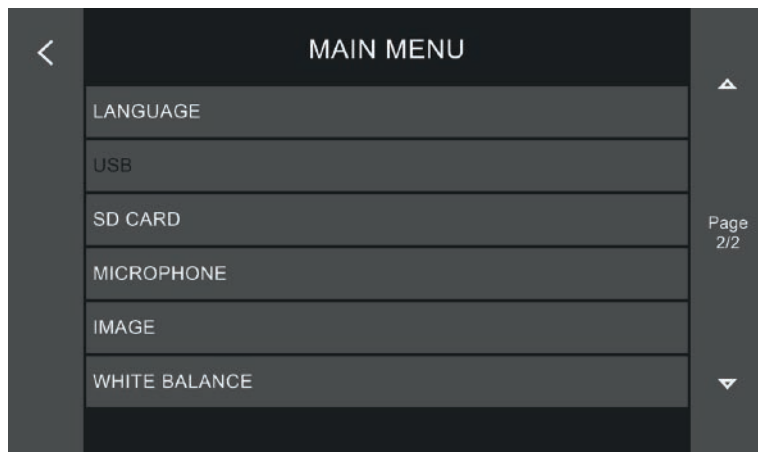 MAIN MENU
LANGUAGE
USB
SD CARD
MICROPHONE
IMAGE
WHITE BALANCE
Page
2/2